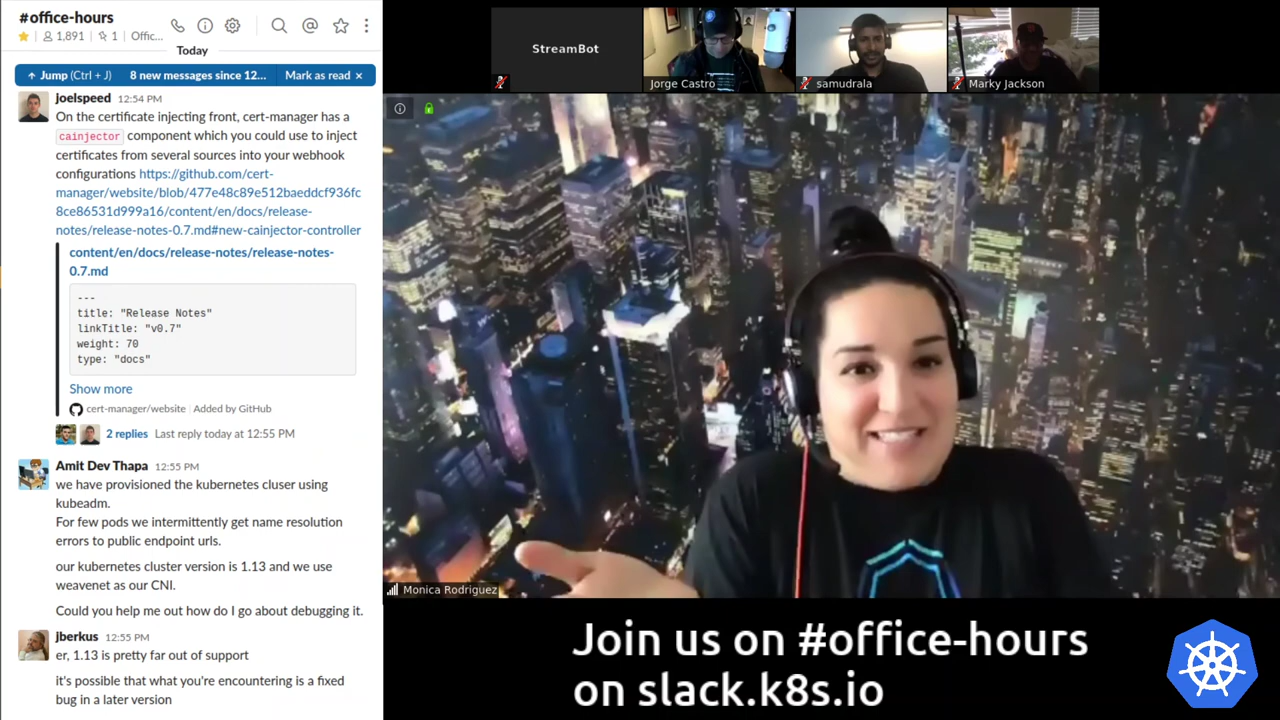 #office-hours
1,891 1 Offic...
Today
Jump (Ctrl + J) 8 new messages since 12... Mark as read ×
joelspeed 12:54 PM
On the certificate injecting front, cert-manager has a
cainjector component which you could use to inject
certificates from several sources into your webhook
configurations https://github.com/cert-
manager/website/blob/477e48c89e512baeddcf936fc
8ce86531d999a16/content/en/docs/release-
notes/release-notes-0.7.md#new-cainjector-controller
content/en/docs/release-notes/release-notes-
0.7.md
---
title: "Release Notes"
linkTitle: "v0.7"
weight: 70
type: "docs"
Show more
cert-manager/website Added by GitHub
2 replies Last reply today at 12:55 PM
Amit Dev Thapa 12:55 PM
we have provisioned the kubernetes cluser using
kubeadm.
For few pods we intermittently get name resolution
errors to public endpoint urls.
our kubernetes cluster version is 1.13 and we use
weavenet as our CNI.
Could you help me out how do I go about debugging it.
jberkus 12:55 PM
er, 1.13 is pretty far out of support
it's possible that what you're encountering is a fixed
bug in a later version
StreamBot
Jorge Castro
samudrala
Marky Jackson
Monica Rodriguez
Join us on #office-hours
on slack.k8s.io